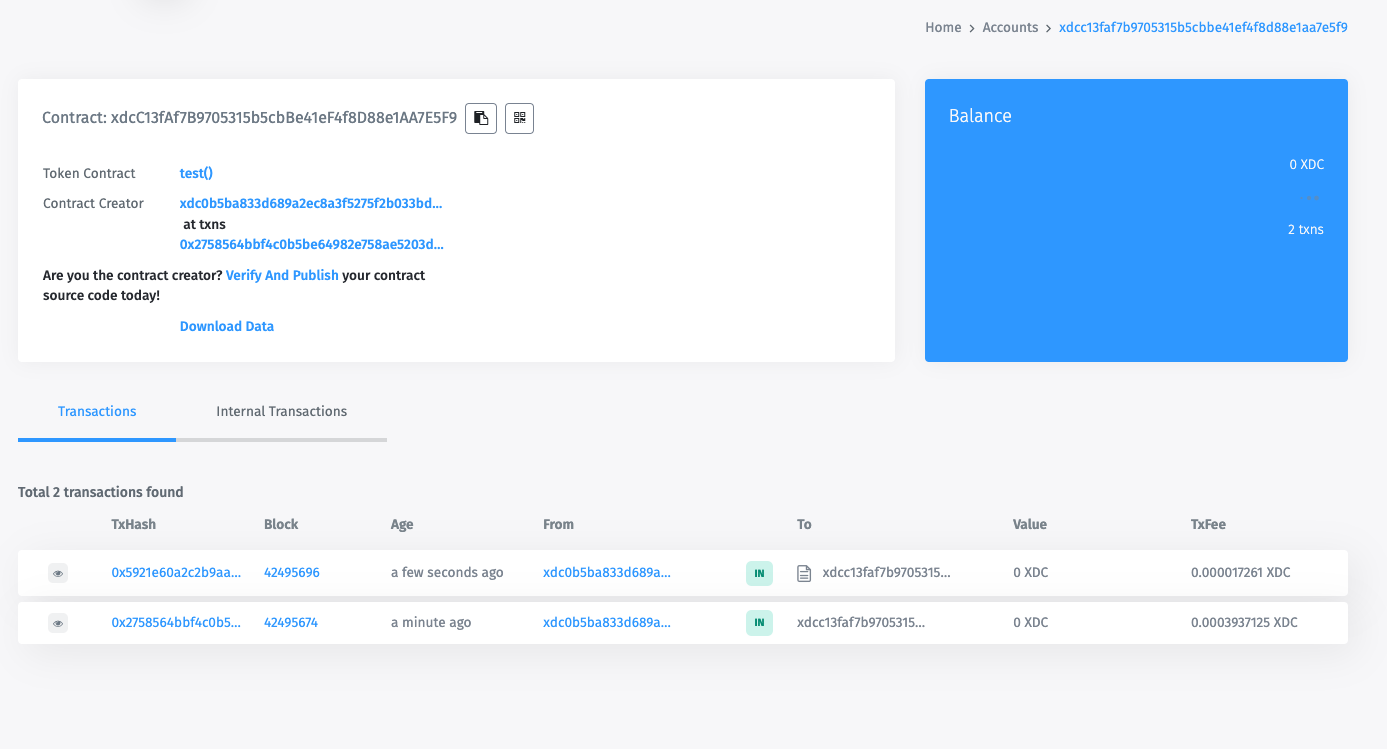 Home > Accounts > xdcc13faf7b9705315b5cbbe41ef4f8d88e1aa7e5f9
Contract: xdcC13fAf7B9705315b5cbBe41eF4f8D88e1AA7E5F9
Balance
Token Contract test()
Contract Creator xdc0b5ba833d689a2ec8a3f5275f2b033bd...
at txns
0x2758564bbf4c0b5be64982e758ae5203d...
Are you the contract creator? Verify And Publish your contract
source code today!
Download Data
0 XDC
2 txns
Transactions Internal Transactions
Total 2 transactions found
TxHash Block Age From To Value TxFee
0x5921e60a2c2b9aa... 42495696 a few seconds ago xdc0b5ba833d689a... IN xdcc13faf7b9705315... 0 XDC 0.000017261 XDC
0x2758564bbf4c0b5... 42495674 a minute ago xdc0b5ba833d689a... IN xdcc13faf7b9705315... 0 XDC 0.0003937125 XDC